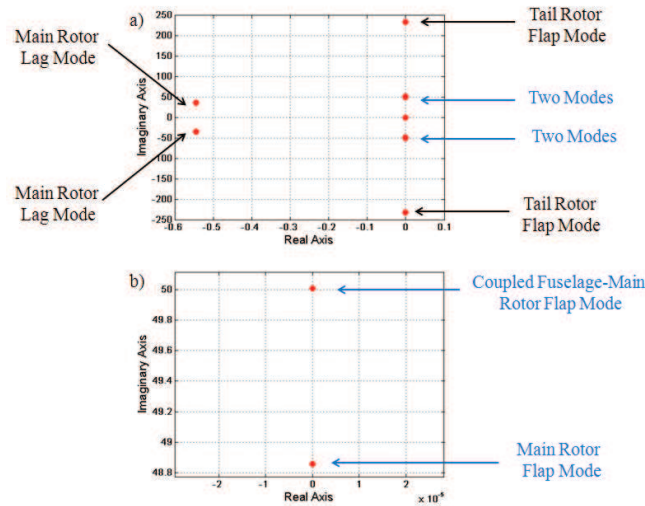 a)
Tail Rotor
Flap Mode
Main Rotor
Lag Mode
Two Modes
Two Modes
Main Rotor
Lag Mode
Tail Rotor
Flap Mode
Imaginary Axis
250
200
150
100
50
0
-50
-100
-150
-200
-250
-0.6 -0.5 -0.4 -0.3 -0.2 -0.1 0 0.1
Real Axis
b)
Coupled Fuselage-Main
Rotor Flap Mode
Imaginary Axis
50
49.8
49.6
49.4
49.2
49
48.8
Main Rotor
Flap Mode
-2 -1 0 1 2
Real Axis